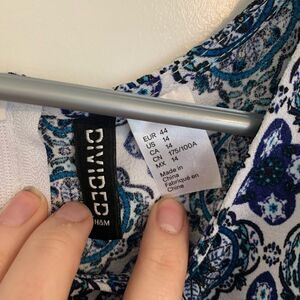 DIVIDED
H&M
EUR 44
US 14
CA 14
CN 175/100A
MX 14
Made in
China
Fabriqué en
Chine